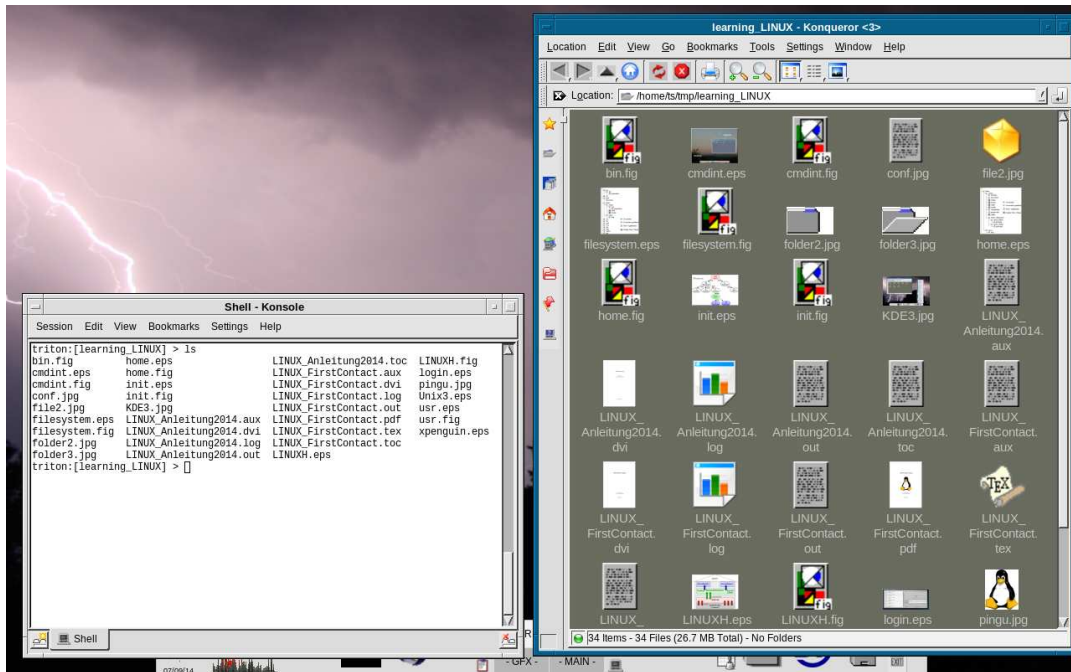 learning_LINUX - Konqueror <3>
Location Edit View Go Bookmarks Tools Settings Window Help
Location: /home/ts/tmp/learning_LINUX
bin.fig cmdint.eps cmdint.fig conf.jpg file2.jpg
filesystem.eps filesystem.fig folder2.jpg folder3.jpg home.eps
home.fig init.eps init.fig KDE3.jpg LINUX_
Anleitung2014.
aux
LINUX_ LINUX_ LINUX_ LINUX_ LINUX_
Anleitung2014. Anleitung2014. Anleitung2014. Anleitung2014. FirstContact.
dvi log out toc aux
LINUX_ LINUX_ LINUX_ LINUX_ LINUX_
FirstContact. FirstContact. FirstContact. FirstContact. FirstContact.
dvi log out pdf tex
LINUX_ LINUXH.eps LINUXH.fig login.eps pingu.jpg
34 Items - 34 Files (26.7 MB Total) - No Folders
Shell - Konsole
Session Edit View Bookmarks Settings Help
triton:[learning_LINUX] > ls
bin.fig home.eps LINUX_Anleitung2014.toc LINUXH.fig
cmdint.eps home.fig LINUX_FirstContact.aux login.eps
cmdint.fig init.eps LINUX_FirstContact.dvi pingu.jpg
conf.jpg init.fig LINUX_FirstContact.log Unix3.eps
file2.jpg KDE3.jpg LINUX_FirstContact.out usr.eps
filesystem.eps LINUX_Anleitung2014.aux LINUX_FirstContact.pdf usr.fig
filesystem.fig LINUX_Anleitung2014.dvi LINUX_FirstContact.tex xpenguin.eps
folder2.jpg LINUX_Anleitung2014.log LINUX_FirstContact.toc
folder3.jpg LINUX_Anleitung2014.out LINUXH.eps
triton:[learning_LINUX] >
Shell
07/09/14 - GFX - - MAIN -